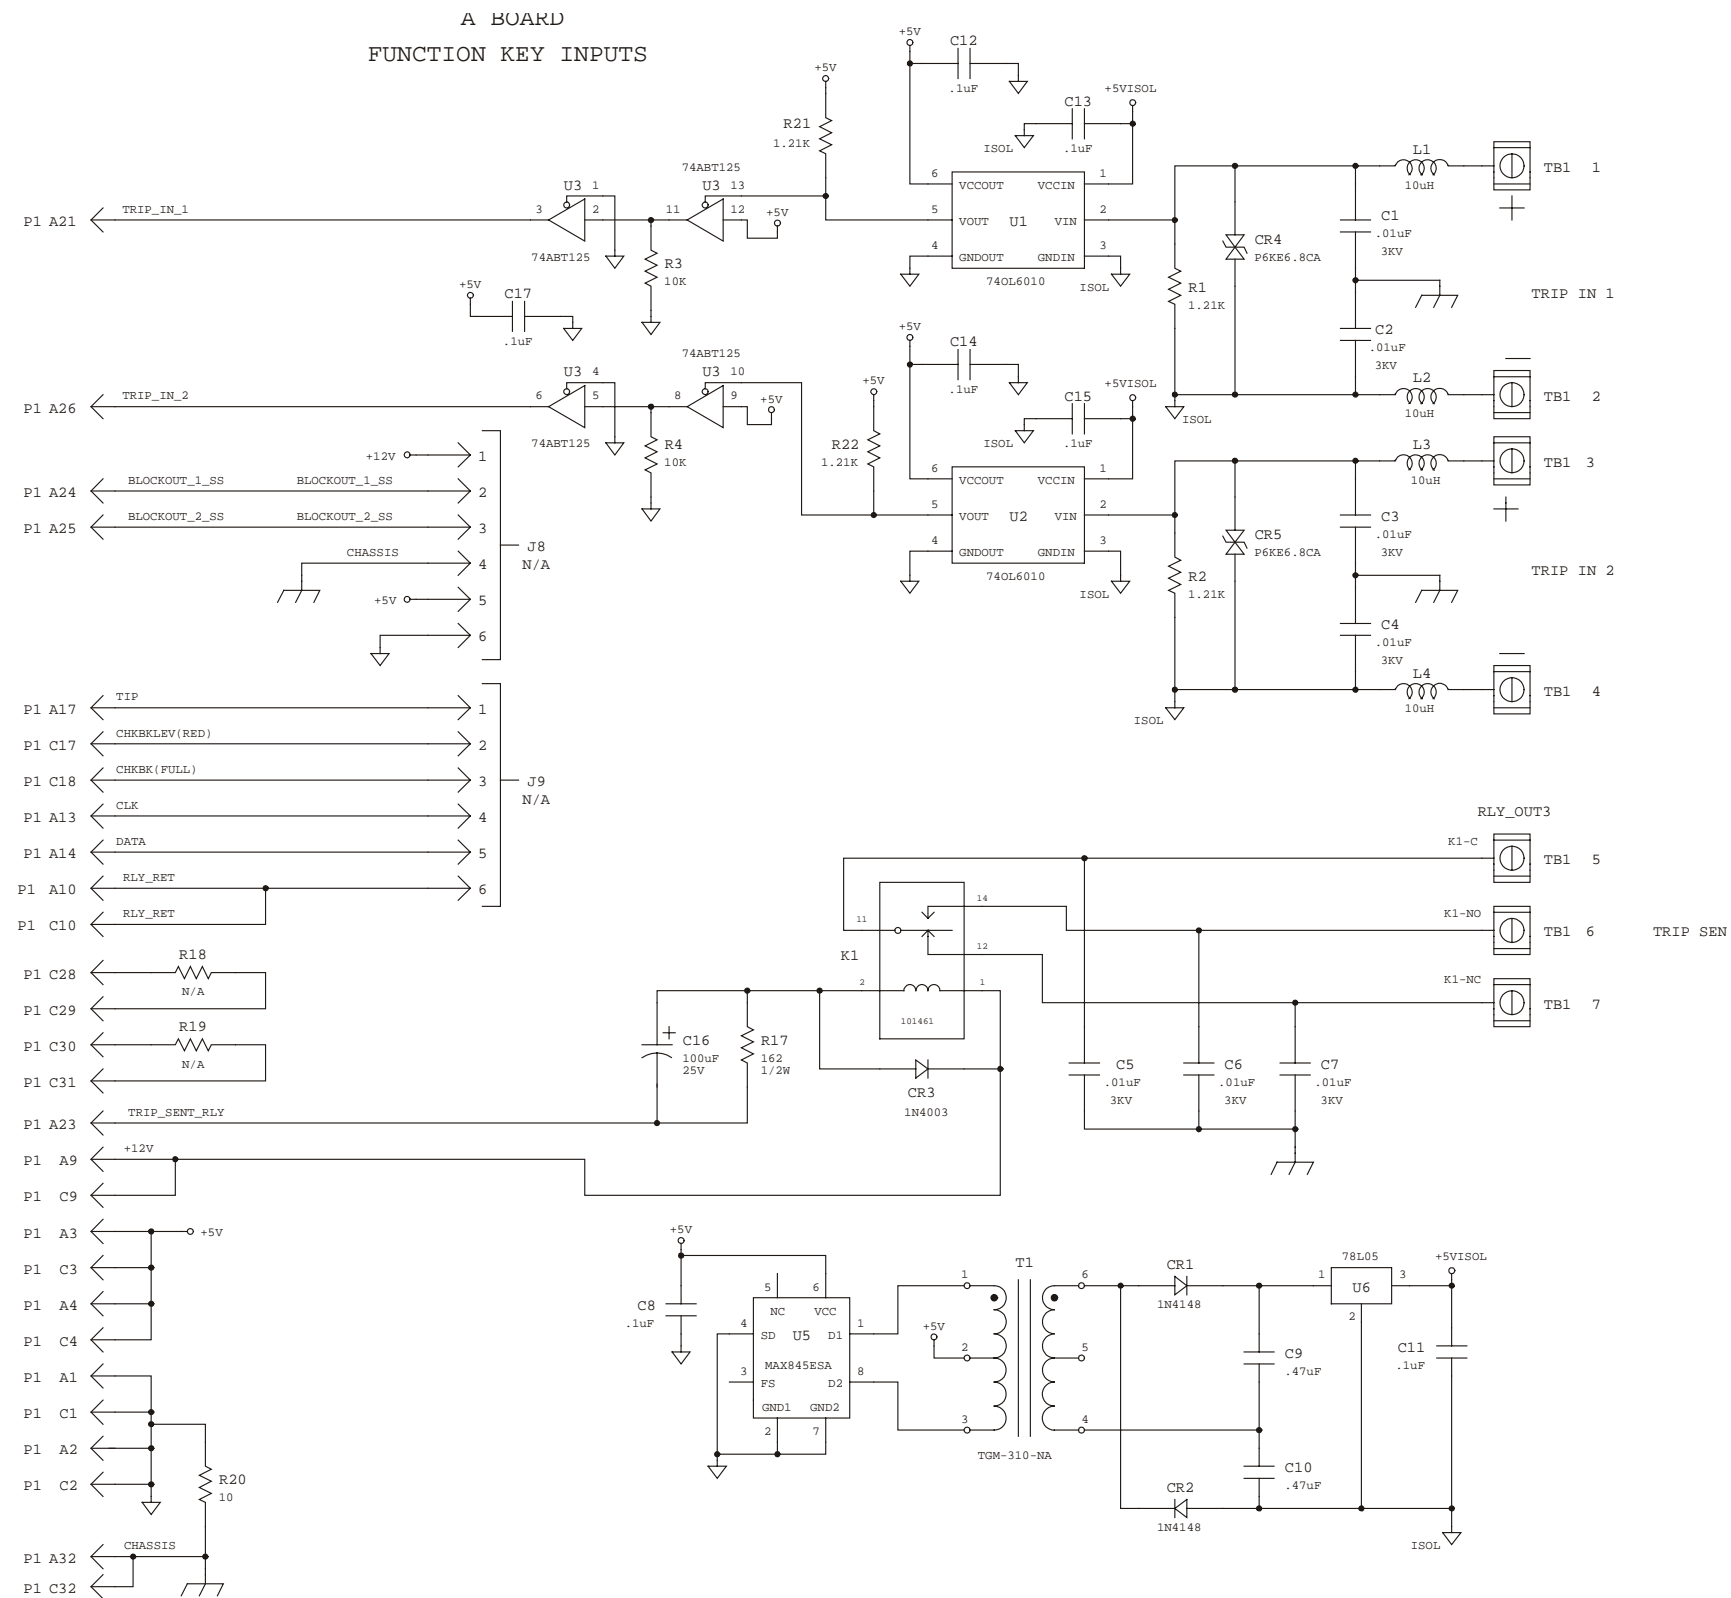 A BOARD
FUNCTION KEY INPUTS
+5V
C12
.1uF
+5V
C13
+5VISOL
ISOL
.1uF
R21
1.21K
74ABT125
U3 1
U3 13
6 VCCOUT VCCIN 1
P1 A21 TRIP_IN_1 3 2 11 12 +5V
5 VOUT U1 VIN 2
4 GNDOUT GNDIN 3
74ABT125
R3
10K
74OL6010
ISOL
R1
1.21K
CR4
P6KE6.8CA
L1
10uH
TB1 1
+
C1
.01uF
3KV
TRIP IN 1
C2
.01uF
3KV
L2
10uH
TB1 2
ISOL
+5V
C17
.1uF
+5V
C14
.1uF
+5V
C15
+5VISOL
ISOL
.1uF
74ABT125
U3 4
U3 10
P1 A26 TRIP_IN_2 6 5 8 9 +5V
74ABT125
R4
10K
R22
1.21K
6 VCCOUT VCCIN 1
5 VOUT U2 VIN 2
4 GNDOUT GNDIN 3
74OL6010
ISOL
R2
1.21K
CR5
P6KE6.8CA
L3
10uH
TB1 3
+
C3
.01uF
3KV
TRIP IN 2
C4
.01uF
3KV
L4
10uH
TB1 4
ISOL
+12V 1
P1 A24 BLOCKOUT_1_SS BLOCKOUT_1_SS 2
P1 A25 BLOCKOUT_2_SS BLOCKOUT_2_SS 3
J8
N/A
CHASSIS 4
+5V 5
6
P1 A17 TIP 1
P1 C17 CHKBKLEV(RED) 2
P1 C18 CHKBK(FULL) 3
J9
N/A
P1 A13 CLK 4
P1 A14 DATA 5
P1 A10 RLY_RET 6
P1 C10 RLY_RET
RLY_OUT3
K1-C TB1 5
K1-NO TB1 6 TRIP SEN
K1-NC TB1 7
11
14
12
K1
2
1
101461
P1 C28 R18
N/A
P1 C29
P1 C30 R19
N/A
P1 C31
+
C16
100uF
25V
R17
162
1/2W
CR3
1N4003
C5
.01uF
3KV
C6
.01uF
3KV
C7
.01uF
3KV
P1 A23 TRIP_SENT_RLY
P1 A9 +12V
P1 C9
P1 A3 +5V
P1 C3
P1 A4
P1 C4
P1 A1
P1 C1
P1 A2
P1 C2
R20
10
P1 A32 CHASSIS
P1 C32
+5V
C8
.1uF
5 6
NC VCC
4 SD U5 D1 1
MAX845ESA
3 FS D2 8
GND1 GND2
2 7
T1
1 6
+5V
2 5
3 4
TGM-310-NA
CR1
1N4148
78L05
1 U6 3
2
+5VISOL
C9
.47uF
C11
.1uF
C10
.47uF
CR2
1N4148
ISOL